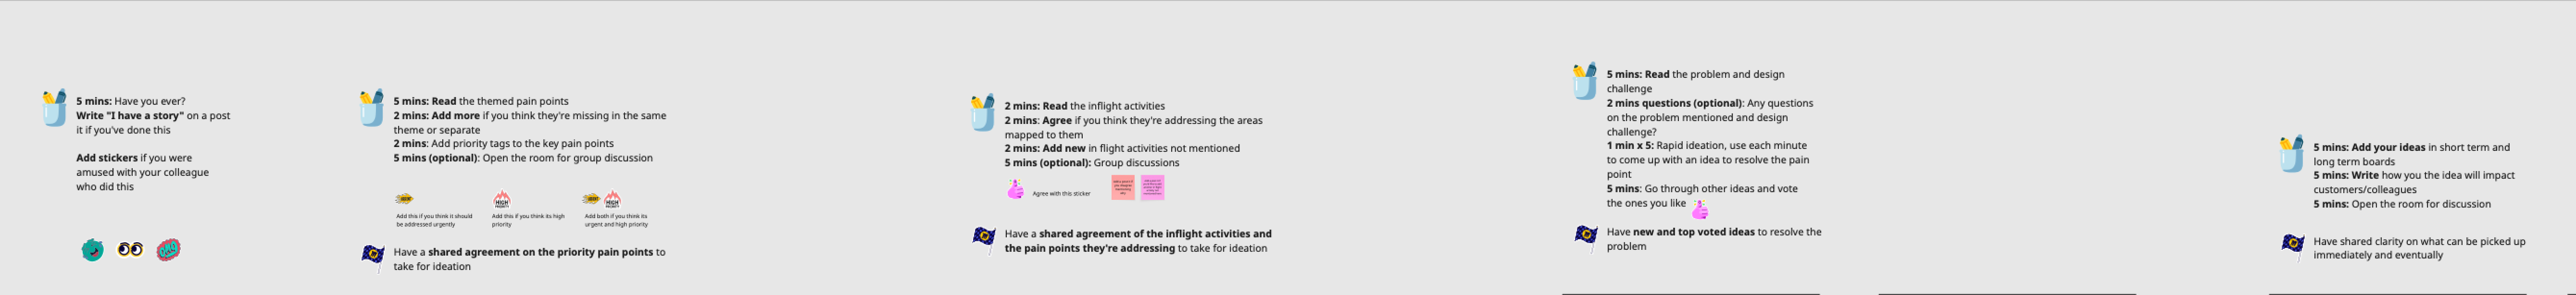 5 mins: Have you ever?
Write "I have a story" on a post
it if you've done this
Add stickers if you were
amused with your colleague
who did this
OMG
5 mins: Read the themed pain points
2 mins: Add more if you think they're missing in the same
theme or separate
2 mins: Add priority tags to the key pain points
5 mins (optional): Open the room for group discussion
URGENT
HIGH
PRIORITY
URGENT
HIGH
PRIORITY
Add this if you think it should
be addressed urgently
Add this if you think its high
priority
Add both if you think its
urgent and high priority
Have a shared agreement on the priority pain points to
take for ideation
2 mins: Read the inflight activities
2 mins: Agree if you think they're addressing the areas
mapped to them
2 mins: Add new in flight activities not mentioned
5 mins (optional): Group discussions
Agree with this sticker
Have a shared agreement of the inflight activities and
the pain points they're addressing to take for ideation
5 mins: Read the problem and design
challenge
2 mins questions (optional): Any questions
on the problem mentioned and design
challenge?
1 min x 5: Rapid ideation, use each minute
to come up with an idea to resolve the pain
point
5 mins: Go through other ideas and vote
the ones you like
Have new and top voted ideas to resolve the
problem
5 mins: Add your ideas in short term and
long term boards
5 mins: Write how you the idea will impact
customers/colleagues
5 mins: Open the room for discussion
Have shared clarity on what can be picked up
immediately and eventually